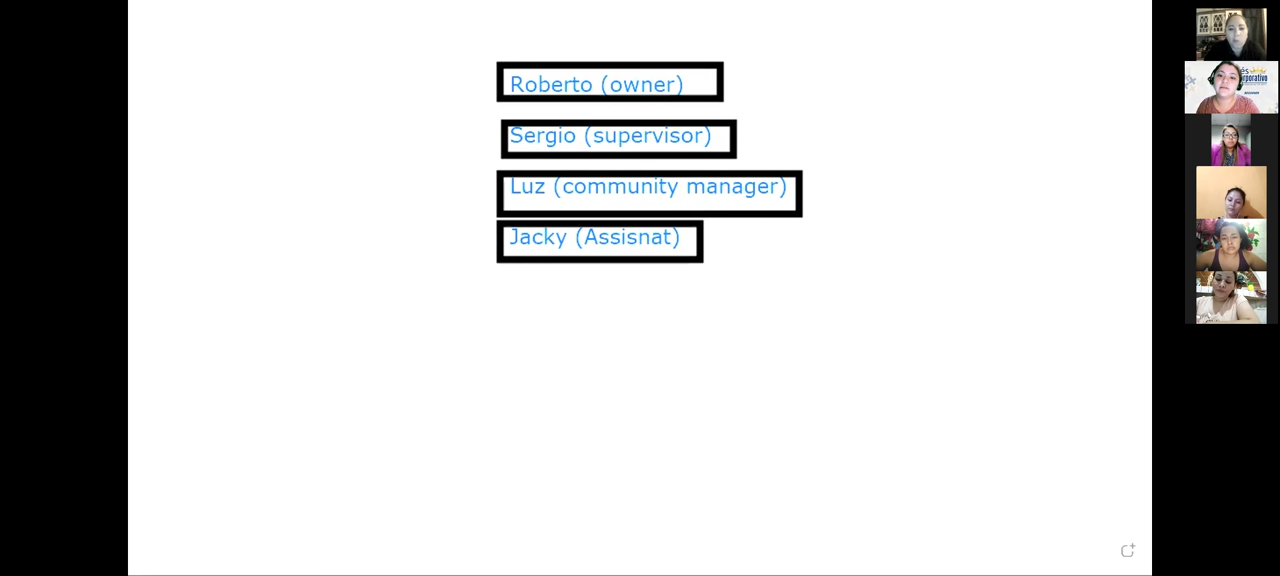 Roberto (owner)
Sergio (supervisor)
Luz (community manager)
Jacky (Assisnat)